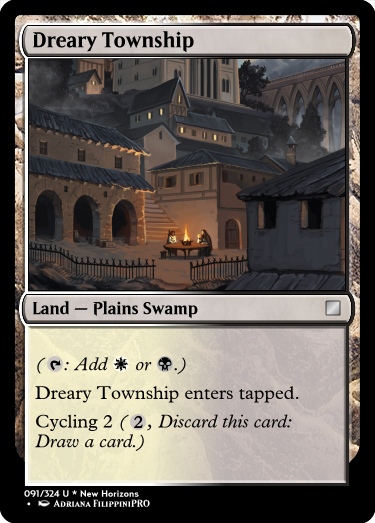 Dreary Township
Land — Plains Swamp
( : Add or .)
Dreary Township enters tapped.
Cycling 2 ( 2 , Discard this card:
Draw a card.)
091/324 U * New Horizons
• Adriana FilippiniPRO